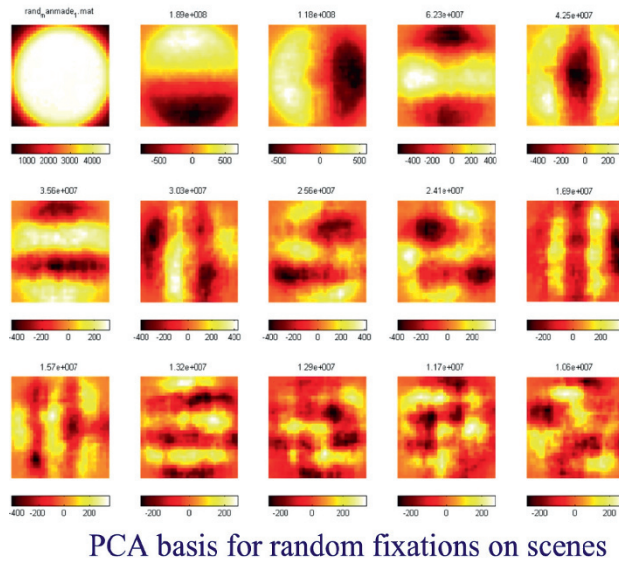 rand_manmade_1.mat 1.89e+008 1.18e+008 6.23e+007 4.25e+007
1000 2000 3000 4000 -500 0 500 -500 0 500 -400 -200 0 200 400 -400 -200 0 200
3.56e+007 3.03e+007 2.56e+007 2.41e+007 1.69e+007
-400 -200 0 200 -400 -200 0 200 400 -400 -200 0 200 400 -400 -200 0 200 -200 0 200
1.57e+007 1.32e+007 1.29e+007 1.17e+007 1.06e+007
-400 -200 0 200 -200 0 200 -200 0 200 -200 0 200 -200 0 200
PCA basis for random fixations on scenes